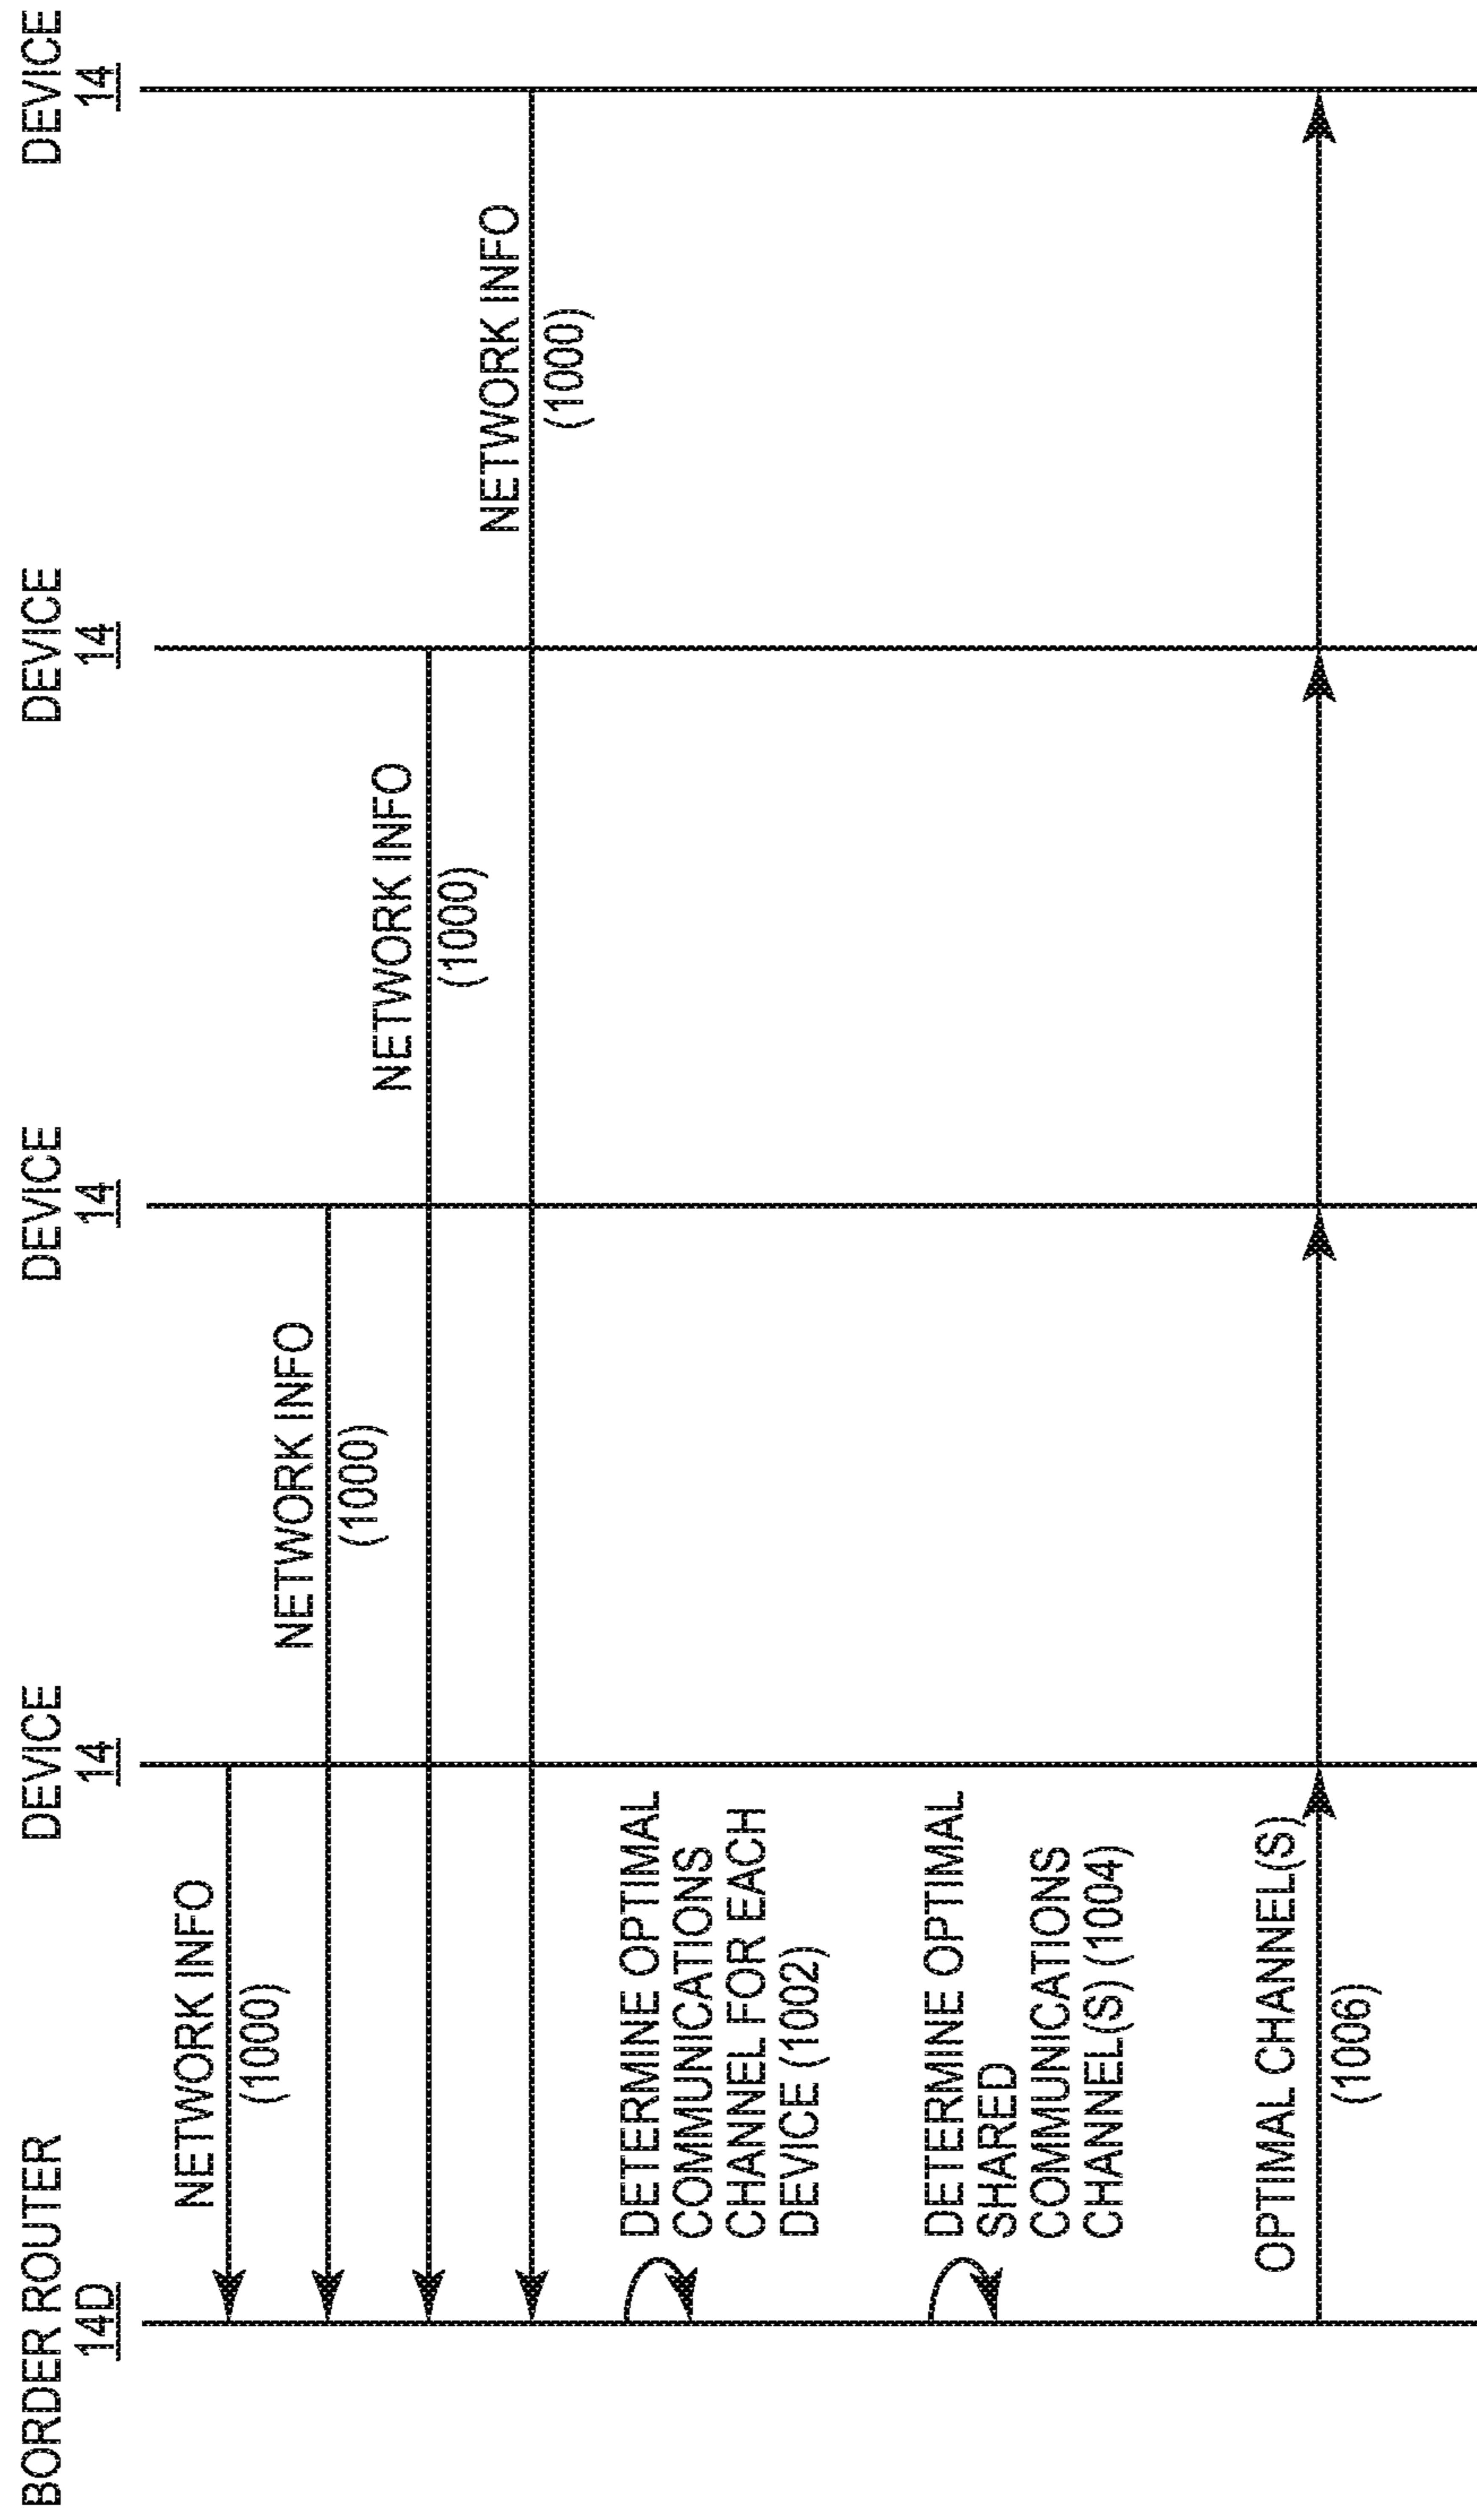 BORDER ROUTER
14D
DEVICE
14
DEVICE
14
DEVICE
14
DEVICE
14
NETWORK INFO
(1000)
NETWORK INFO
(1000)
NETWORK INFO
(1000)
NETWORK INFO
(1000)
DETERMINE OPTIMAL
COMMUNICATIONS
CHANNEL FOR EACH
DEVICE (1002)
DETERMINE OPTIMAL
SHARED
COMMUNICATIONS
CHANNEL(S) (1004)
OPTIMAL CHANNEL(S)
(1006)